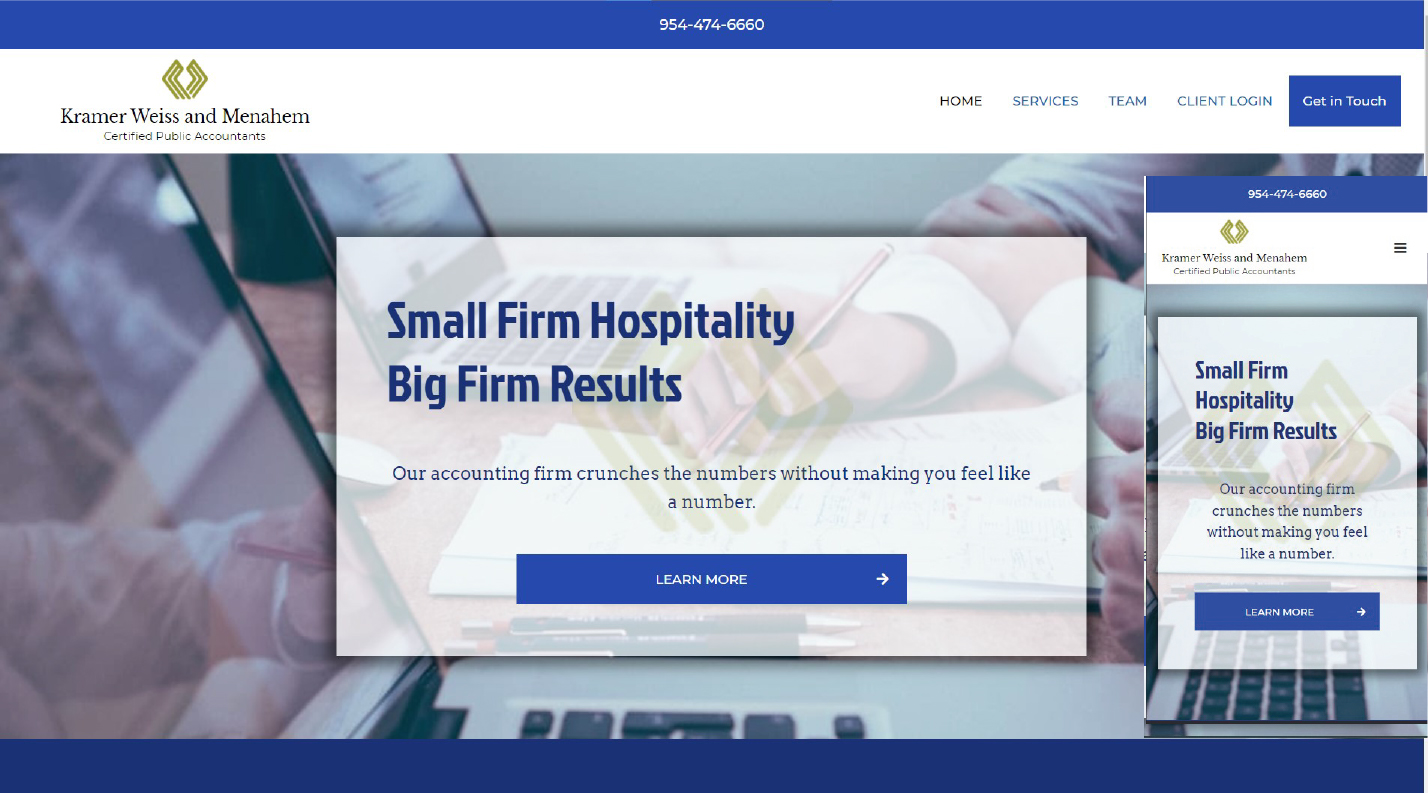 954-474-6660
Kramer Weiss and Menahem
Certified Public Accountants
HOME SERVICES TEAM CLIENT LOGIN Get in Touch
Small Firm Hospitality
Big Firm Results
Our accounting firm crunches the numbers without making you feel like
a number.
LEARN MORE
954-474-6660
Kramer Weiss and Menahem
Certified Public Accountants
Small Firm
Hospitality
Big Firm Results
Our accounting firm
crunches the numbers
without making you feel
like a number.
LEARN MORE